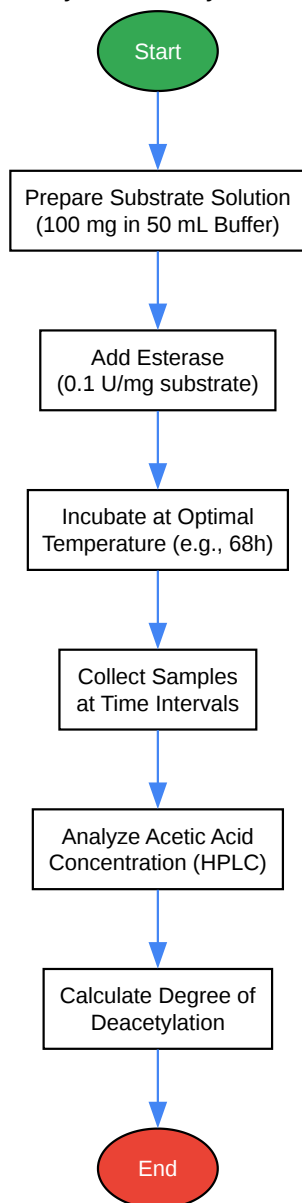 Start
Prepare Substrate Solution
(100 mg in 50 mL Buffer)
Add Esterase
(0.1 U/mg substrate)
Incubate at Optimal
Temperature (e.g., 68h)
Collect Samples
at Time Intervals
Analyze Acetic Acid
Concentration (HPLC)
Calculate Degree of
Deacetylation
End